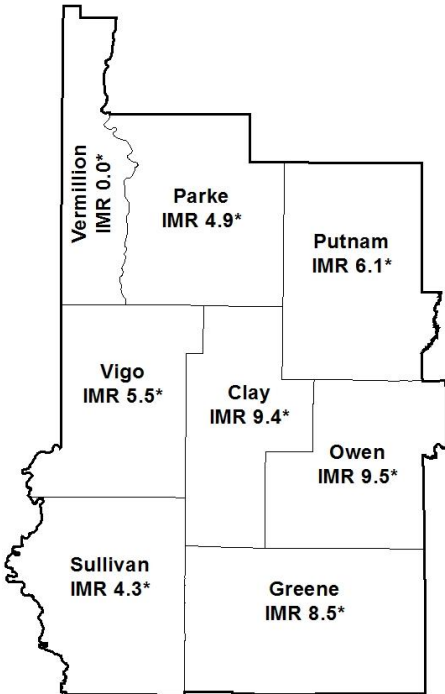 Vermillion
IMR 0.0*
Parke
IMR 4.9*
Putnam
IMR 6.1*
Vigo
IMR 5.5*
Clay
IMR 9.4*
Owen
IMR 9.5*
Sullivan
IMR 4.3*
Greene
IMR 8.5*